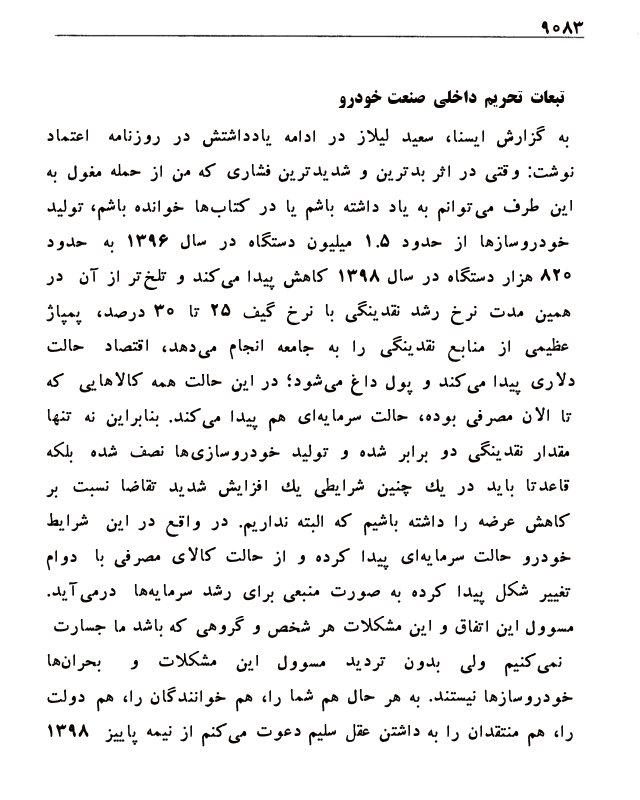 ۹۰۸۳
تبعات تحریم داخلی صنعت خودرو
به گزارش ایسنا، سعید لیلاز در ادامه یادداشتش در روزنامه اعتماد
نوشت: وقتی در اثر بدترین و شدیدترین فشاری که من از حمله مغول به
این طرف می‌توانم به یاد داشته باشم یا در کتاب‌ها خوانده باشم، تولید
خودروسازها از حدود ۱.۵ میلیون دستگاه در سال ۱۳۹۶ به حدود
۸۲۰ هزار دستگاه در سال ۱۳۹۸ کاهش پیدا می‌کند و تلخ‌تر از آن در
همین مدت نرخ رشد نقدینگی با نرخ گیف ۲۵ تا ۳۰ درصد، پمپاژ
عظیمی از منابع نقدینگی را به جامعه انجام می‌دهد، اقتصاد حالت
دلاری پیدا می‌کند و پول داغ می‌شود؛ در این حالت همه کالاهایی که
تا الان مصرفی بوده، حالت سرمایه‌ای هم پیدا می‌کند. بنابراین نه تنها
مقدار نقدینگی دو برابر شده و تولید خودروسازی‌ها نصف شده بلکه
قاعدتا باید در یك چنین شرایطی یك افزایش شدید تقاضا نسبت بر
کاهش عرضه را داشته باشیم که البته نداریم. در واقع در این شرایط
خودرو حالت سرمایه‌ای پیدا کرده و از حالت کالای مصرفی با دوام
تغییر شکل پیدا کرده به صورت منبعی برای رشد سرمایه‌ها درمی‌آید.
مسوول این اتفاق و این مشکلات هر شخص و گروهی که باشد ما جسارت
نمی‌کنیم ولی بدون تردید مسوول این مشکلات و بحران‌ها
خودروسازها نیستند. به هر حال هم شما را، هم خوانندگان را، هم دولت
را، هم منتقدان را به داشتن عقل سلیم دعوت می‌کنم از نیمه پاییز ۱۳۹۸